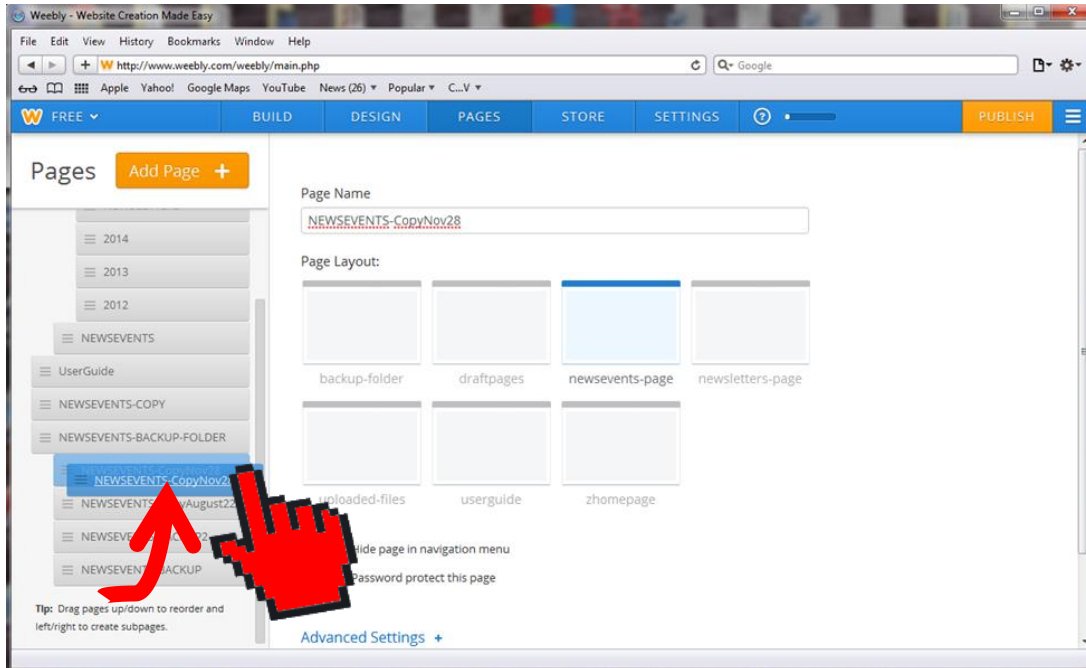 Weebly - Website Creation Made Easy
File Edit View History Bookmarks Window Help
http://www.weebly.com/weebly/main.php
Google
Apple Yahoo! Google Maps YouTube News (26) Popular C...V
FREE BUILD DESIGN PAGES STORE SETTINGS PUBLISH
Pages Add Page +
Page Name
NEWSEVENTS-CopyNov28
2014
Page Layout:
2013
2012
NEWSEVENTS
UserGuide
backup-folder draftpages newsevents-page newsletters-page
NEWSEVENTS-COPY
NEWSEVENTS-BACKUP-FOLDER
NEWSEVENTS-CopyNov28
uploaded-files userguide zhomepage
Hide page in navigation menu
Password protect this page
Tip: Drag pages up/down to reorder and
left/right to create subpages.
Advanced Settings +